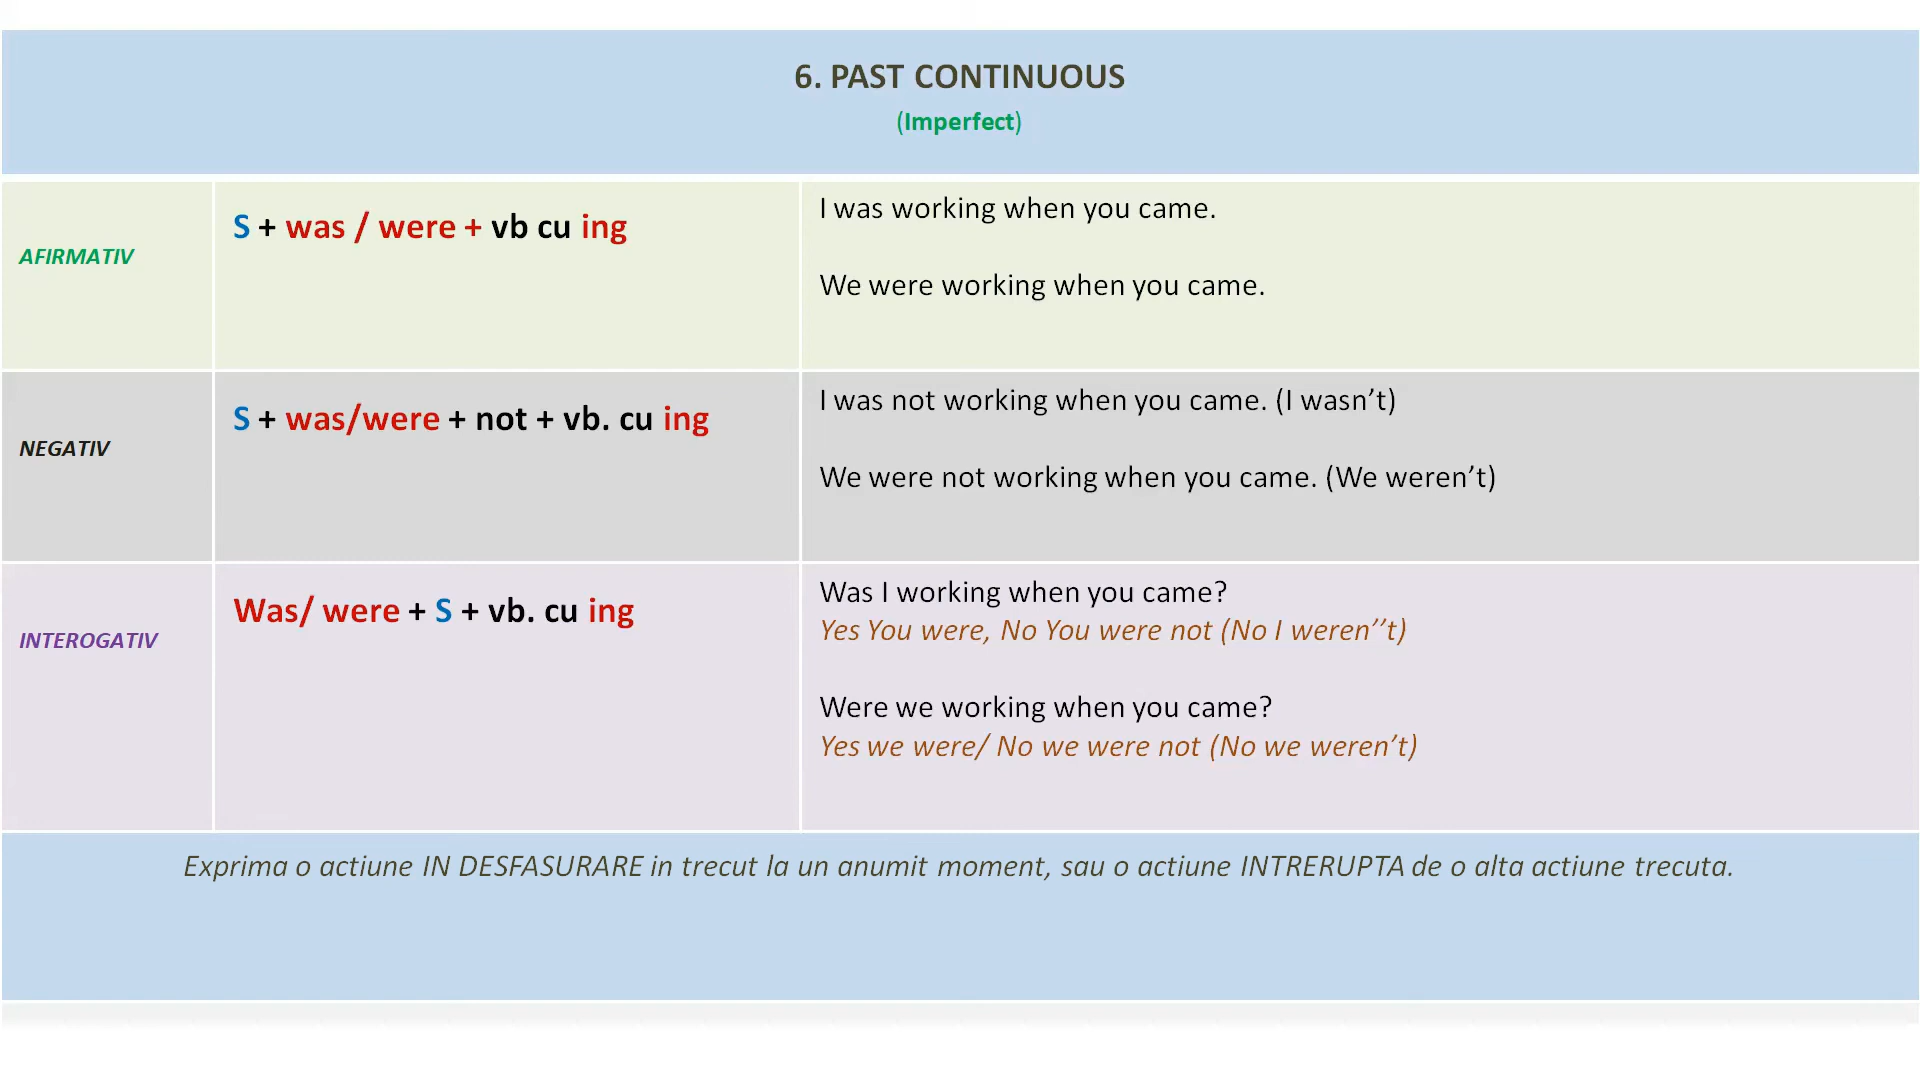 6. PAST CONTINUOUS
(Imperfect)
AFIRMATIV
S + was / were + vb cu ing
I was working when you came.
We were working when you came.
NEGATIV
S + was/were + not + vb. cu ing
I was not working when you came. (I wasn’t)
We were not working when you came. (We weren’t)
INTEROGATIV
Was/ were + S + vb. cu ing
Was I working when you came?
Yes You were, No You were not (No I weren’’t)
Were we working when you came?
Yes we were/ No we were not (No we weren’t)
Exprima o actiune IN DESFASURARE in trecut la un anumit moment, sau o actiune INTRERUPTA de o alta actiune trecuta.